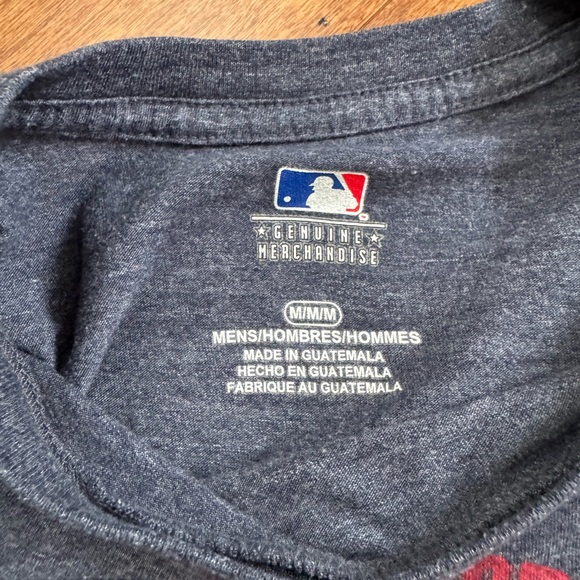 GENUINE
MERCHANDISE
M/M/M
MENS/HOMBRES/HOMMES
MADE IN GUATEMALA
HECHO EN GUATEMALA
FABRIQUE AU GUATEMALA